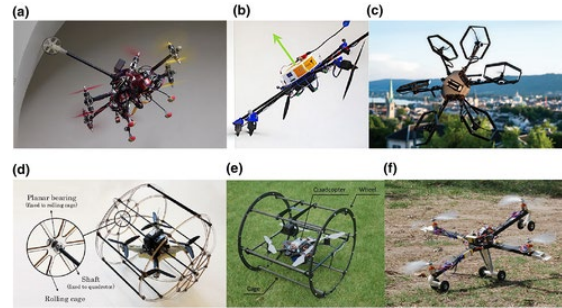 (a)
(b)
(c)
(d)
Planar bearing
(fixed to rolling cage)
Shaft
(fixed to quadrotor)
Rolling cage
(e)
Quadcopter
Wheel
Cage
(f)